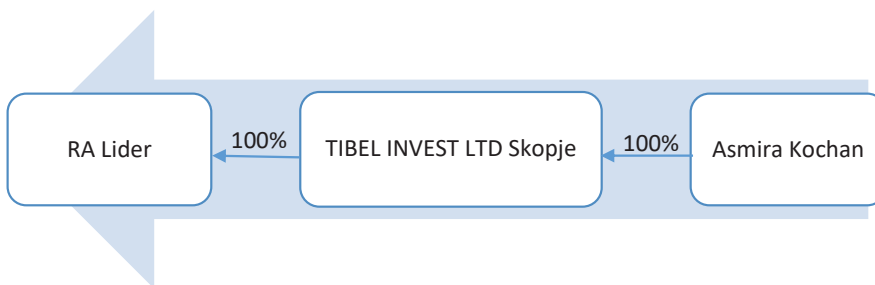 RA Lider
100%
TIBEL INVEST LTD Skopje
100%
Asmira Kochan